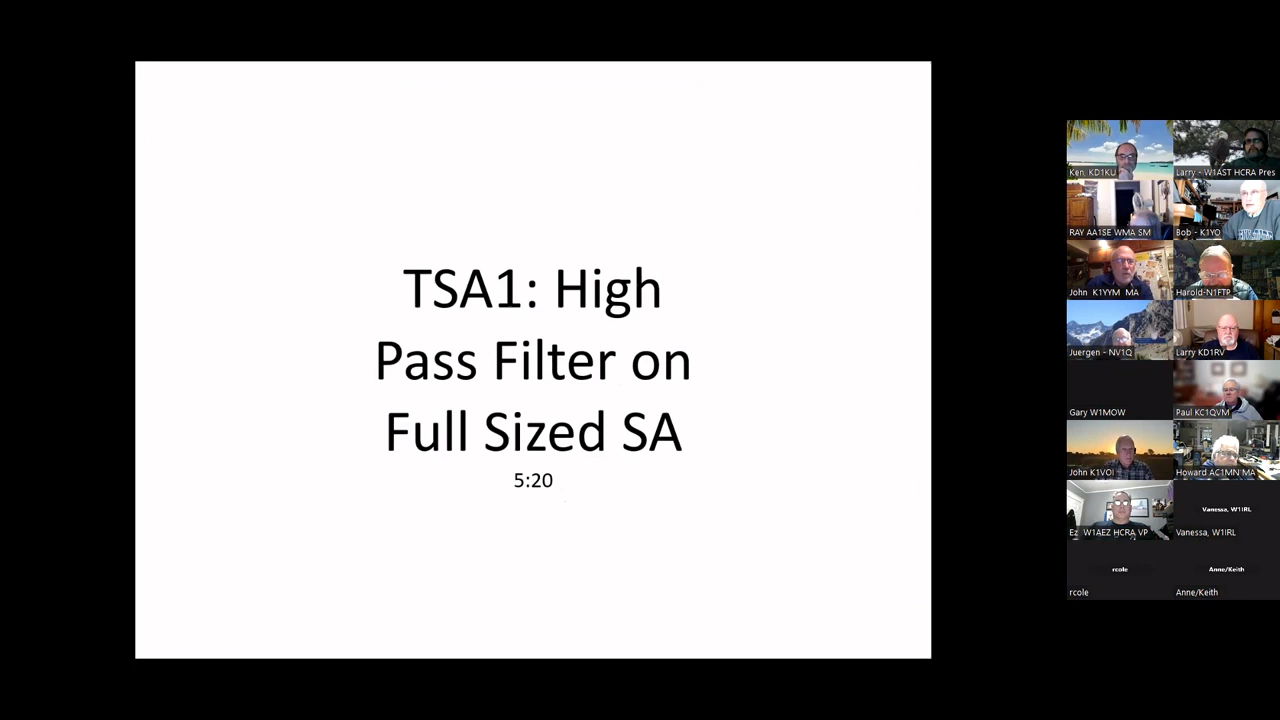 TSA1: High
Pass Filter on
Full Sized SA
5:20
Ken, KD1KU
Larry - W1AST HCRA Pres
RAY AA1SE WMA SM
Bob - K1YO
John K1YYM MA
Harold-N1FTP
Juergen - NV1Q
Larry KD1RV
Gary W1MOW
Paul KC1QVM
John K1VOI
Howard AC1MN MA
Ez W1AEZ HCRA VP
Vanessa, W1IRL
Vanessa, W1IRL
rcole
rcole
Anne/Keith
Anne/Keith